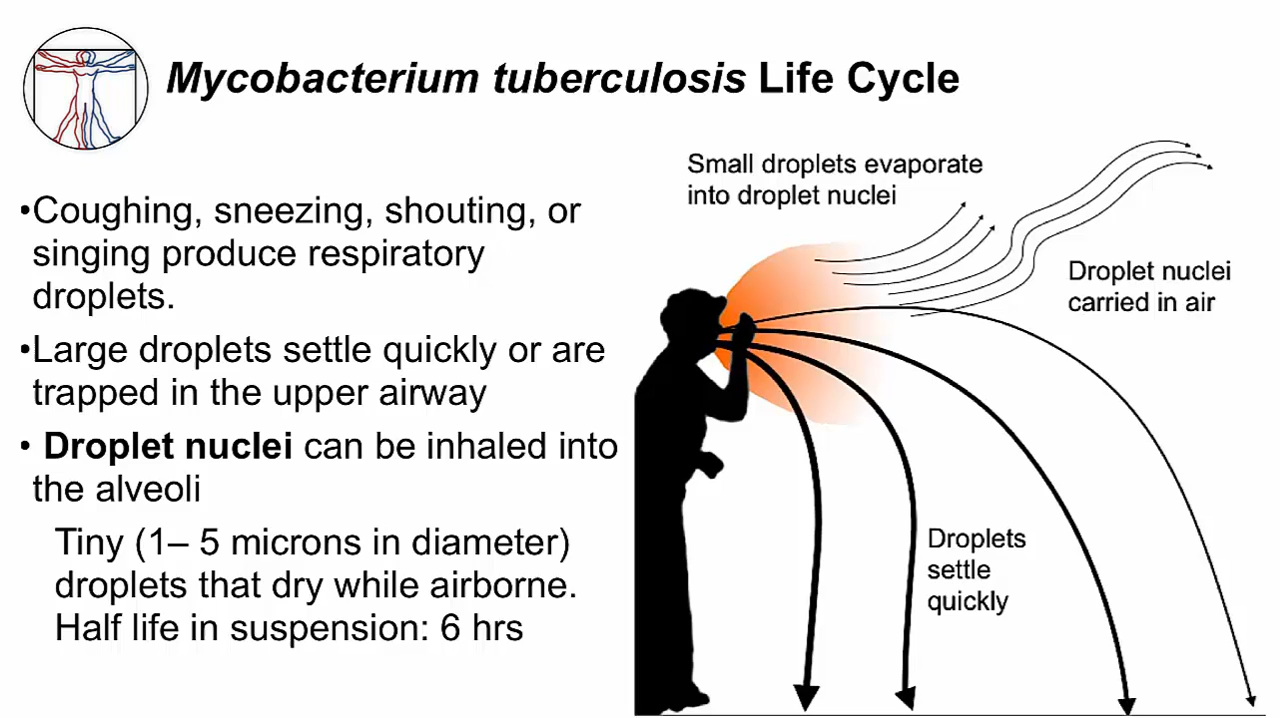 Mycobacterium tuberculosis Life Cycle
•Coughing, sneezing, shouting, or
singing produce respiratory
droplets.
•Large droplets settle quickly or are
trapped in the upper airway
• Droplet nuclei can be inhaled into
the alveoli
Tiny (1– 5 microns in diameter)
droplets that dry while airborne.
Half life in suspension: 6 hrs
Small droplets evaporate
into droplet nuclei
Droplet nuclei
carried in air
Droplets
settle
quickly